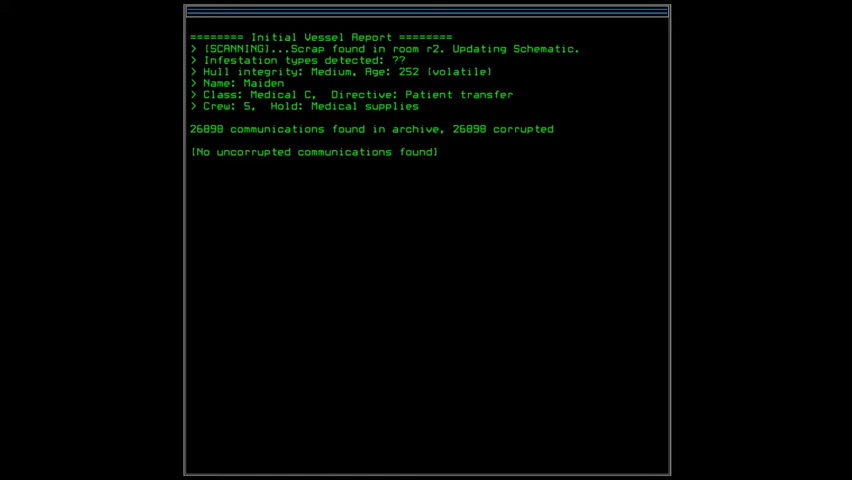 ======== Initial Vessel Report ========
> [SCANNING]...Scrap found in room r2. Updating Schematic.
> Infestation types detected: ??
> Hull integrity: Medium, Age: 252 (volatile)
> Name: Maiden
> Class: Medical C,  Directive: Patient transfer
> Crew: 5,  Hold: Medical supplies
26898 communications found in archive, 26898 corrupted
[No uncorrupted communications found]